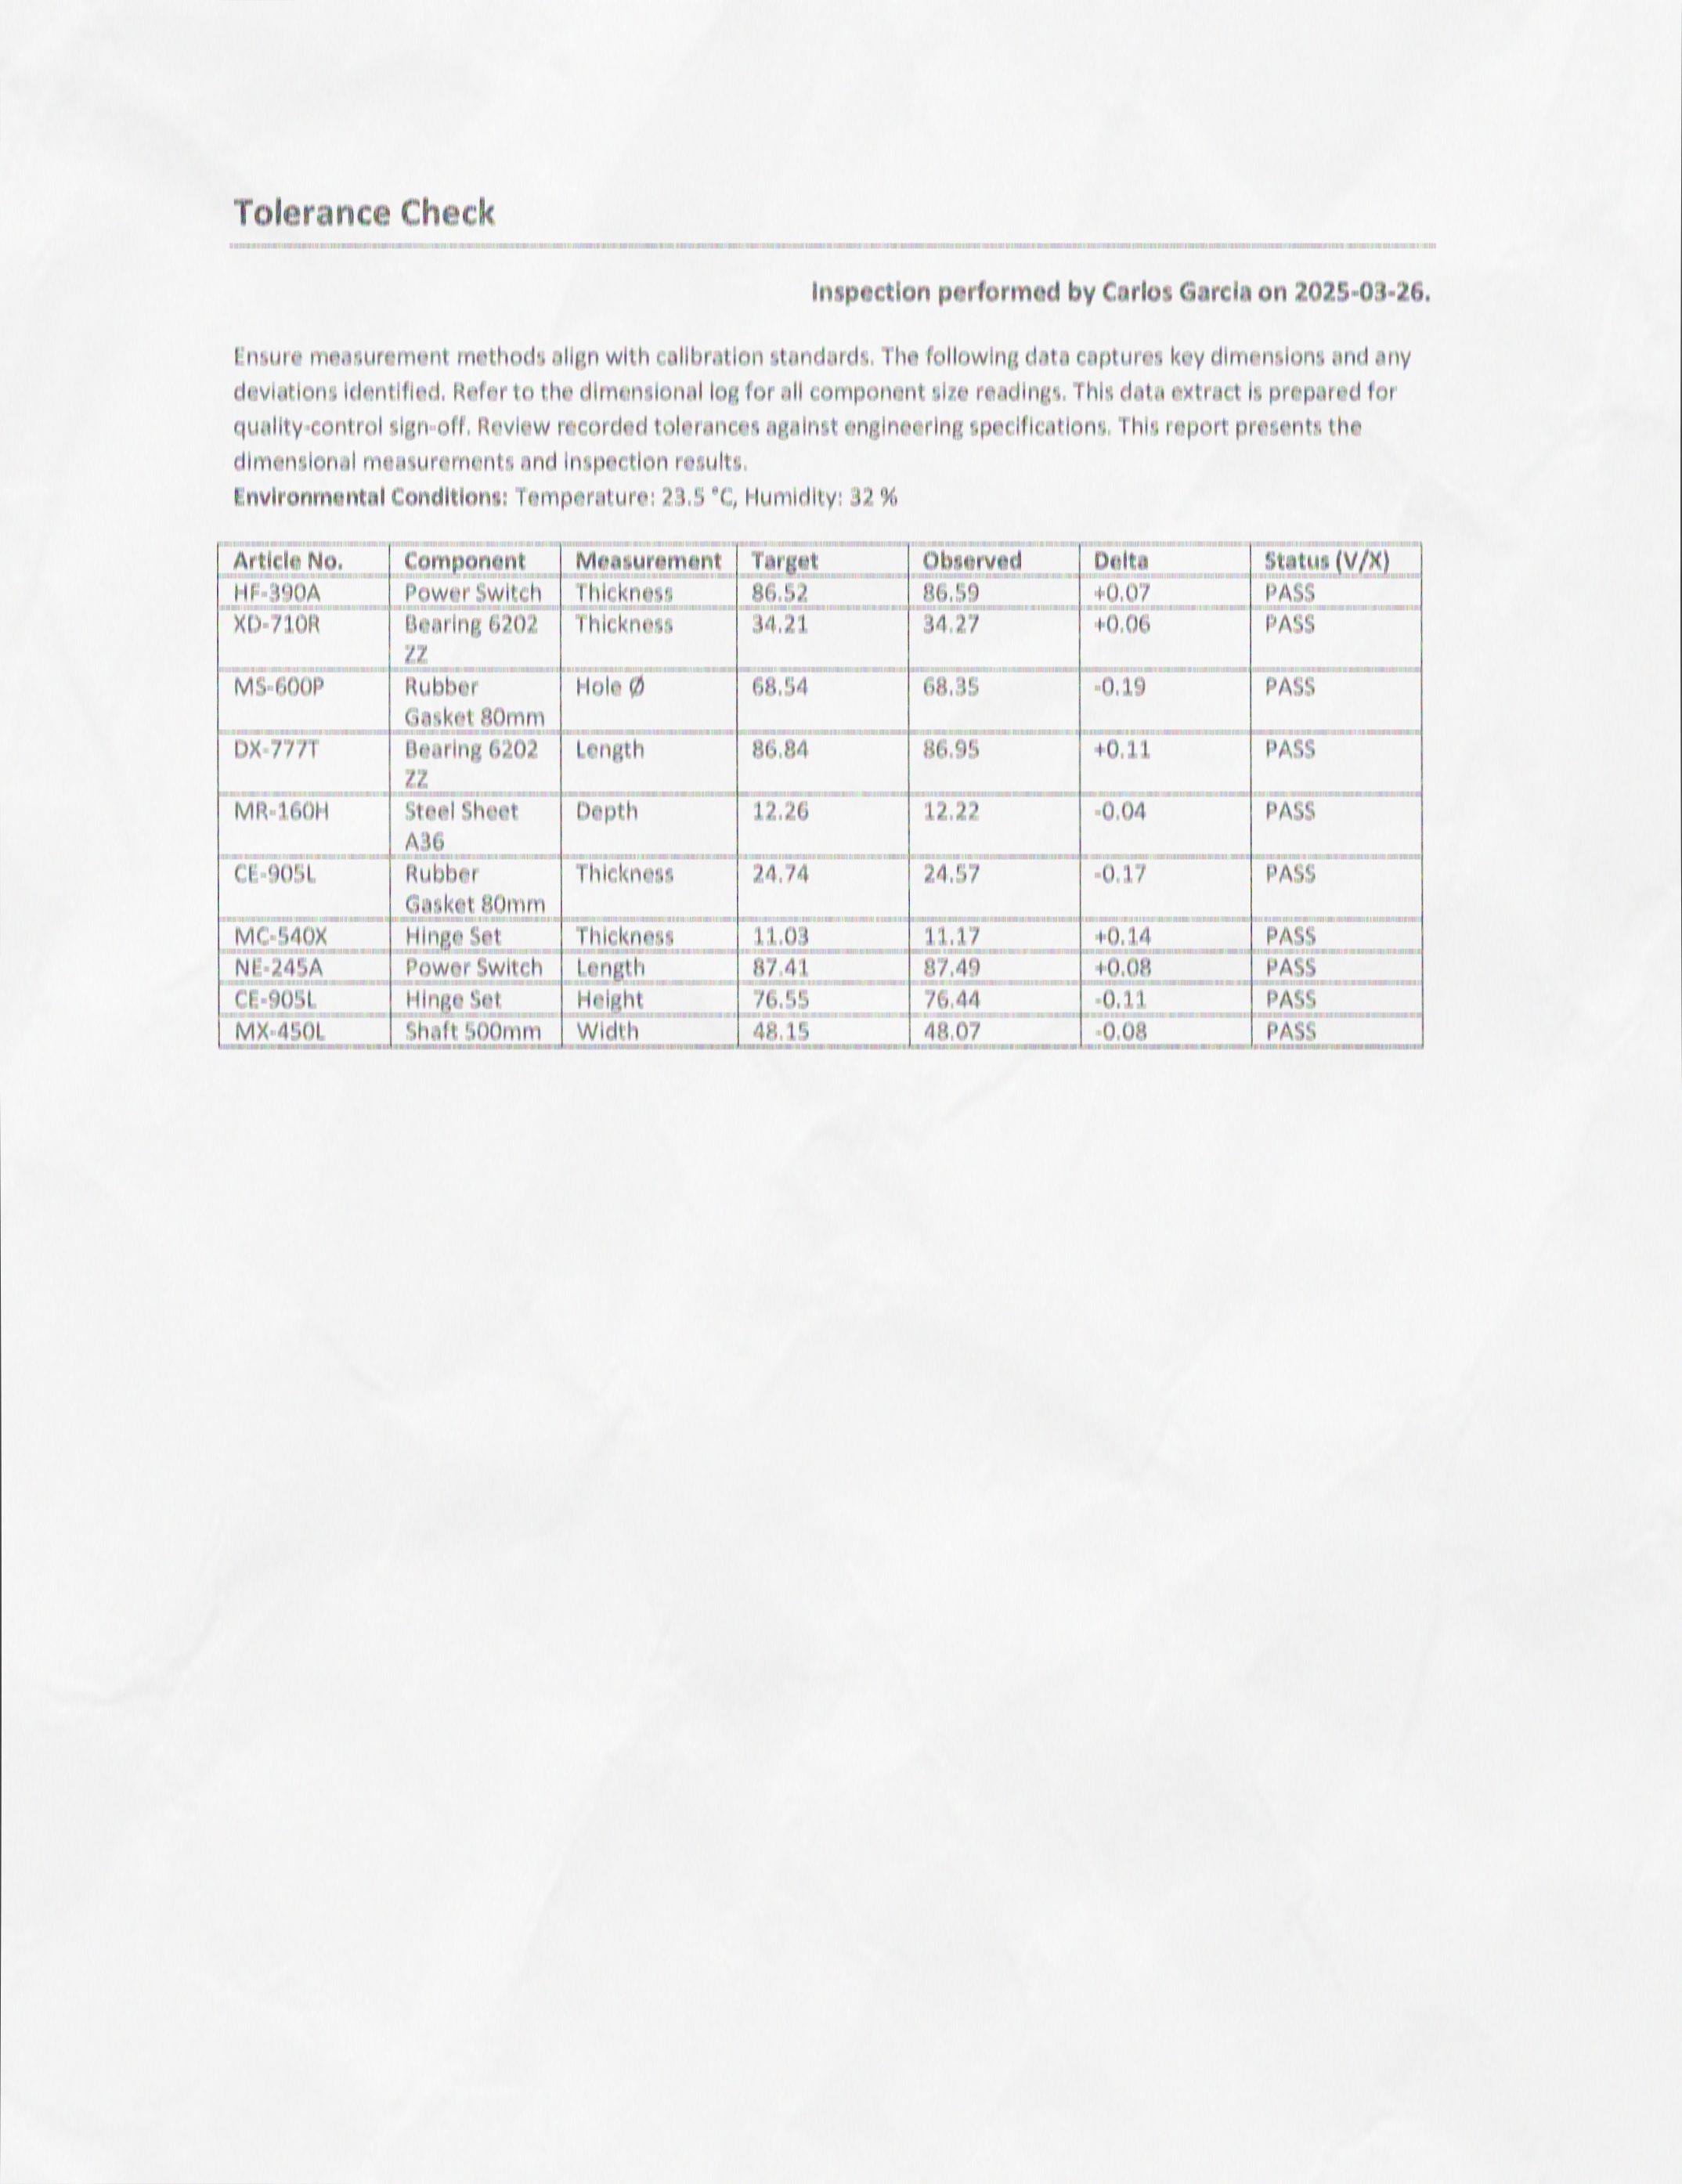 Tolerance Check
Inspection performed by Carlos Garcia on 2025-03-26.
Ensure measurement methods align with calibration standards. The following data captures key dimensions and any
deviations identified. Refer to the dimensional log for all component size readings. This data extract is prepared for
quality-control sign-off. Review recorded tolerances against engineering specifications. This report presents the
dimensional measurements and inspection results.
Environmental Conditions: Temperature: 23.5 °C, Humidity: 32 %
Article No. Component Measurement Target Observed Delta Status (V/X)
HF-390A Power Switch Thickness 86.52 86.59 +0.07 PASS
XD-710R Bearing 6202 Thickness 34.21 34.27 +0.06 PASS
ZZ
MS-600P Rubber Hole Ø 68.54 68.35 -0.19 PASS
Gasket 80mm
DX-777T Bearing 6202 Length 86.84 86.95 +0.11 PASS
ZZ
MR-160H Steel Sheet Depth 12.26 12.22 -0.04 PASS
A36
CE-905L Rubber Thickness 24.74 24.57 -0.17 PASS
Gasket 80mm
MC-540X Hinge Set Thickness 11.03 11.17 +0.14 PASS
NE-245A Power Switch Length 87.41 87.49 +0.08 PASS
CE-905L Hinge Set Height 76.55 76.44 -0.11 PASS
MX-450L Shaft 500mm Width 48.15 48.07 -0.08 PASS